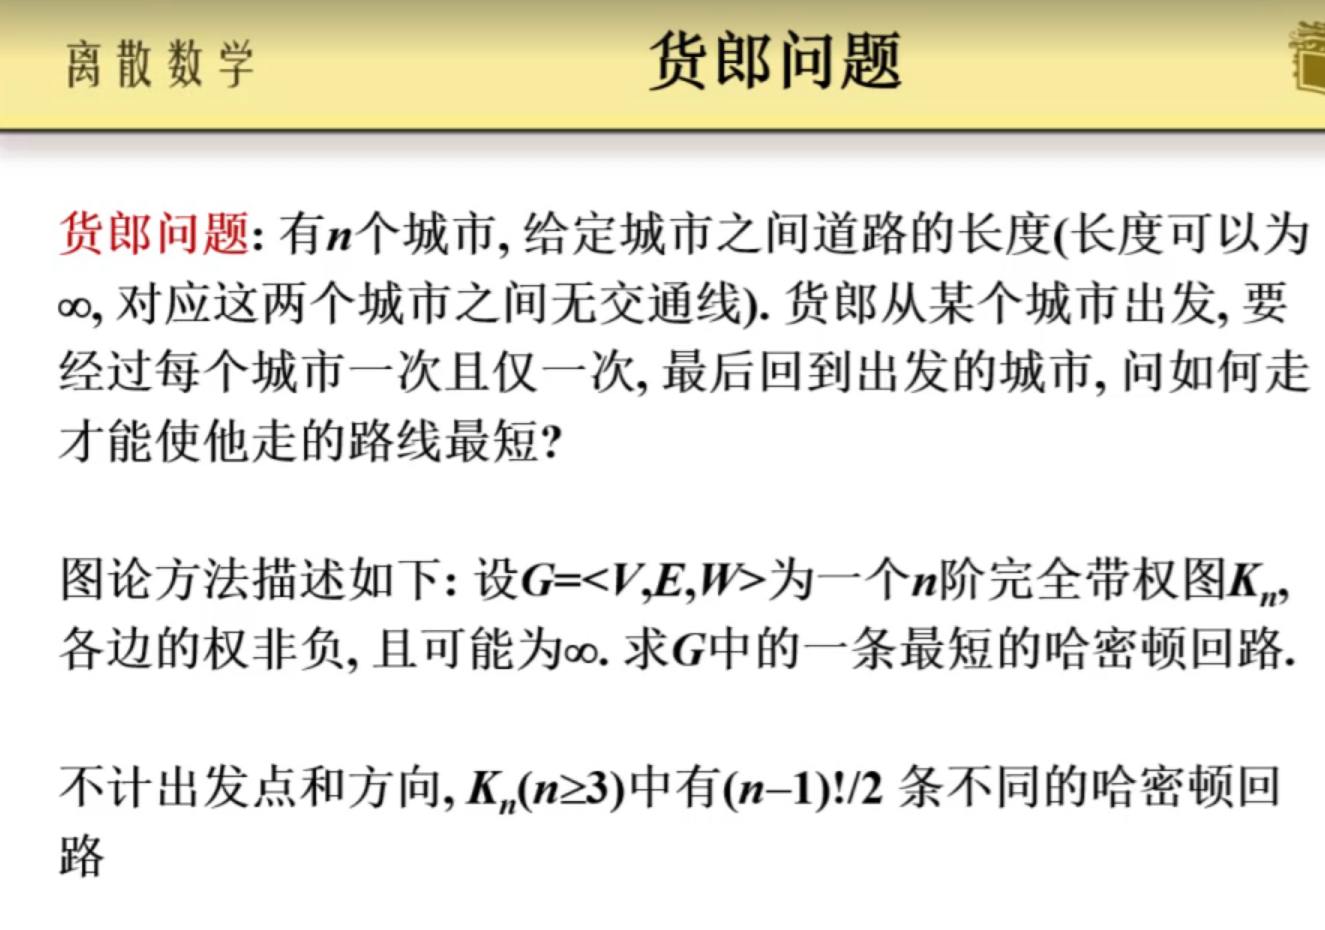 离散数学
货郎问题
货郎问题: 有n个城市, 给定城市之间道路的长度(长度可以为
∞, 对应这两个城市之间无交通线). 货郎从某个城市出发, 要
经过每个城市一次且仅一次, 最后回到出发的城市, 问如何走
才能使他走的路线最短?
图论方法描述如下: 设G=<V,E,W>为一个n阶完全带权图Kn,
各边的权非负, 且可能为∞. 求G中的一条最短的哈密顿回路.
不计出发点和方向, Kn(n≥3)中有(n–1)!/2 条不同的哈密顿回
路